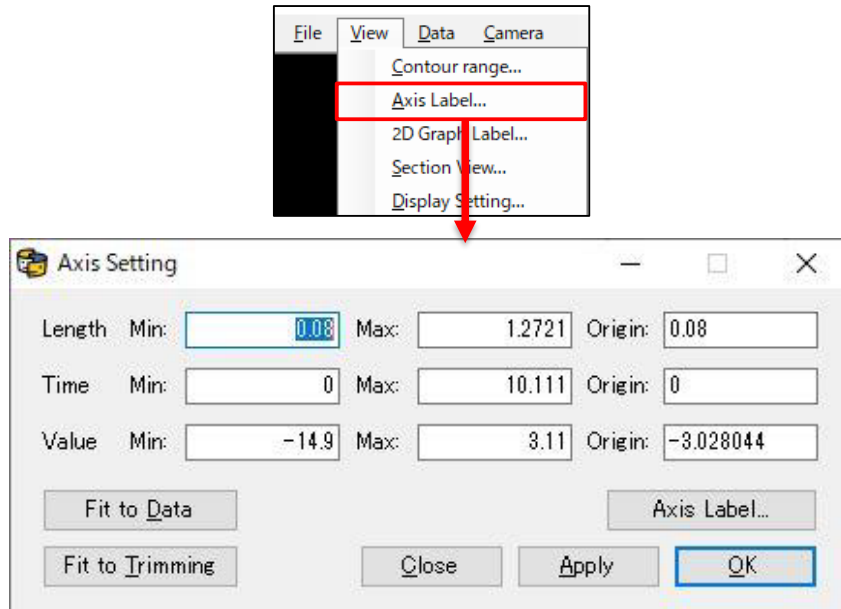 File View Data Camera
Contour range...
Axis Label...
2D Graph Label...
Section View...
Display Setting...
Axis Setting
Length Min: 0.08 Max: 1.2721 Origin: 0.08
Time Min: 0 Max: 10.111 Origin: 0
Value Min: -14.9 Max: 3.11 Origin: -3.028044
Fit to Data Axis Label...
Fit to Trimming Close Apply OK